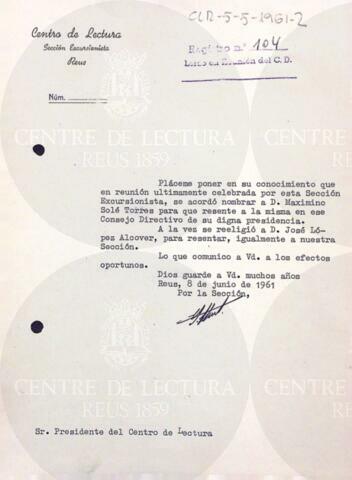 CLR-5-5-1961-2
Centro de Lectura
Sección Excursionista
Reus
Registro n.º 104
Leído en Reunión del C. D.
Núm.
CENTRE DE LECTURA
REUS 1859
Pláceme poner en su conocimiento que
en reunión ultimamente celebrada por esta Sección
Excursionista, se acordó nombrar a D. Maximino
Solé Torres para que resente a la misma en ese
Consejo Directivo de su digna presidencia.
A la vez se reeligió a D. José Ló-
pez Alcover, para resentar, igualmente a nuestra
Sección.
Lo que comunico a Vd. a los efectos
oportunos.
Dios guarde a Vd. muchos años
Reus, 8 de junio de 1961
Por la Sección,
CENTRE DE LECTURA
REUS 1859
Sr. Presidente del Centro de Lectura